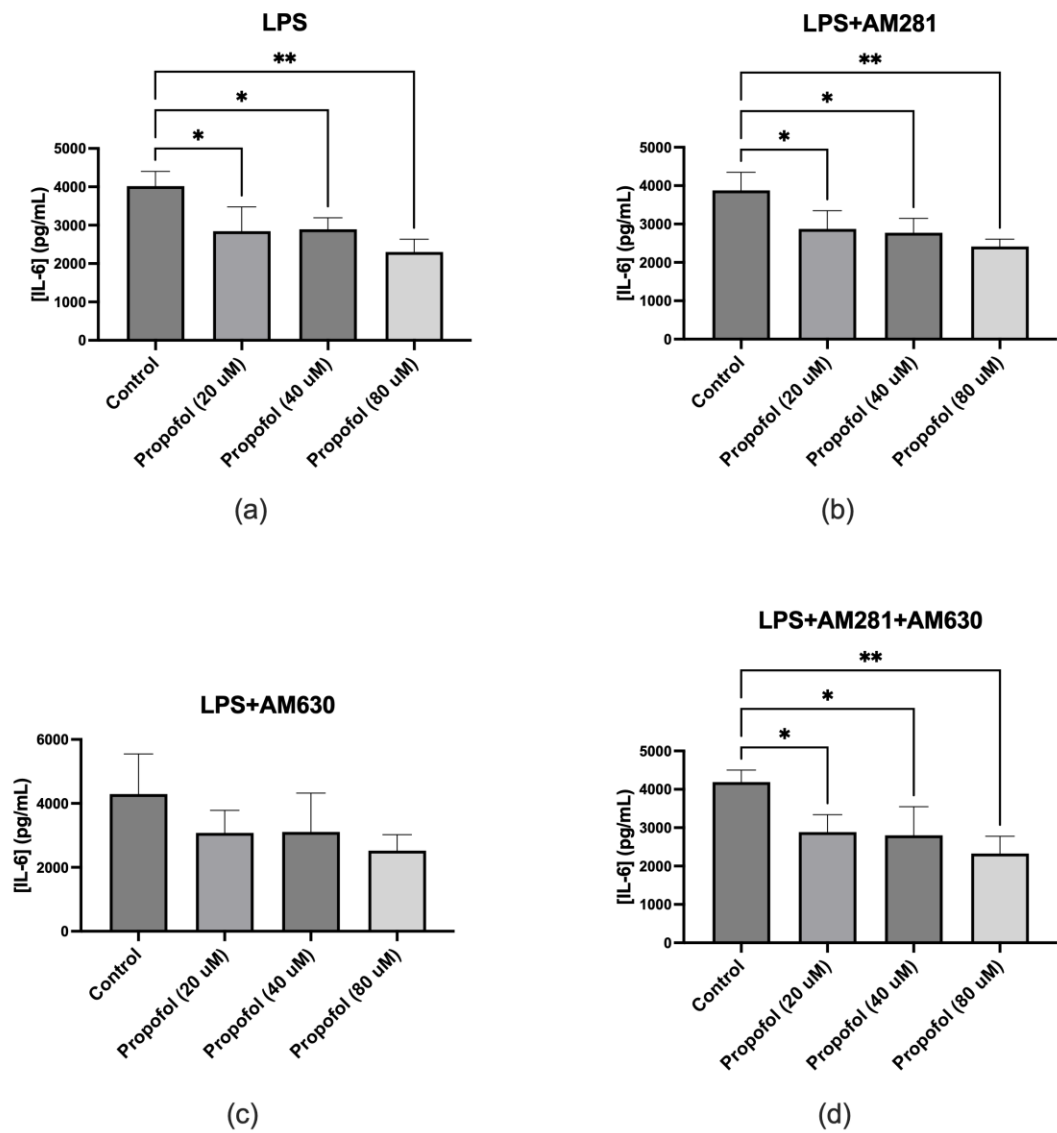 LPS
**
*
*
[IL-6] (pg/mL)
5000
4000
3000
2000
1000
0
Control
Propofol (20 uM)
Propofol (40 uM)
Propofol (80 uM)
(a)
LPS+AM281
**
*
*
[IL-6] (pg/mL)
5000
4000
3000
2000
1000
0
Control
Propofol (20 uM)
Propofol (40 uM)
Propofol (80 uM)
(b)
LPS+AM630
[IL-6] (pg/mL)
6000
4000
2000
0
Control
Propofol (20 uM)
Propofol (40 uM)
Propofol (80 uM)
(c)
LPS+AM281+AM630
**
*
*
[IL-6] (pg/mL)
5000
4000
3000
2000
1000
0
Control
Propofol (20 uM)
Propofol (40 uM)
Propofol (80 uM)
(d)